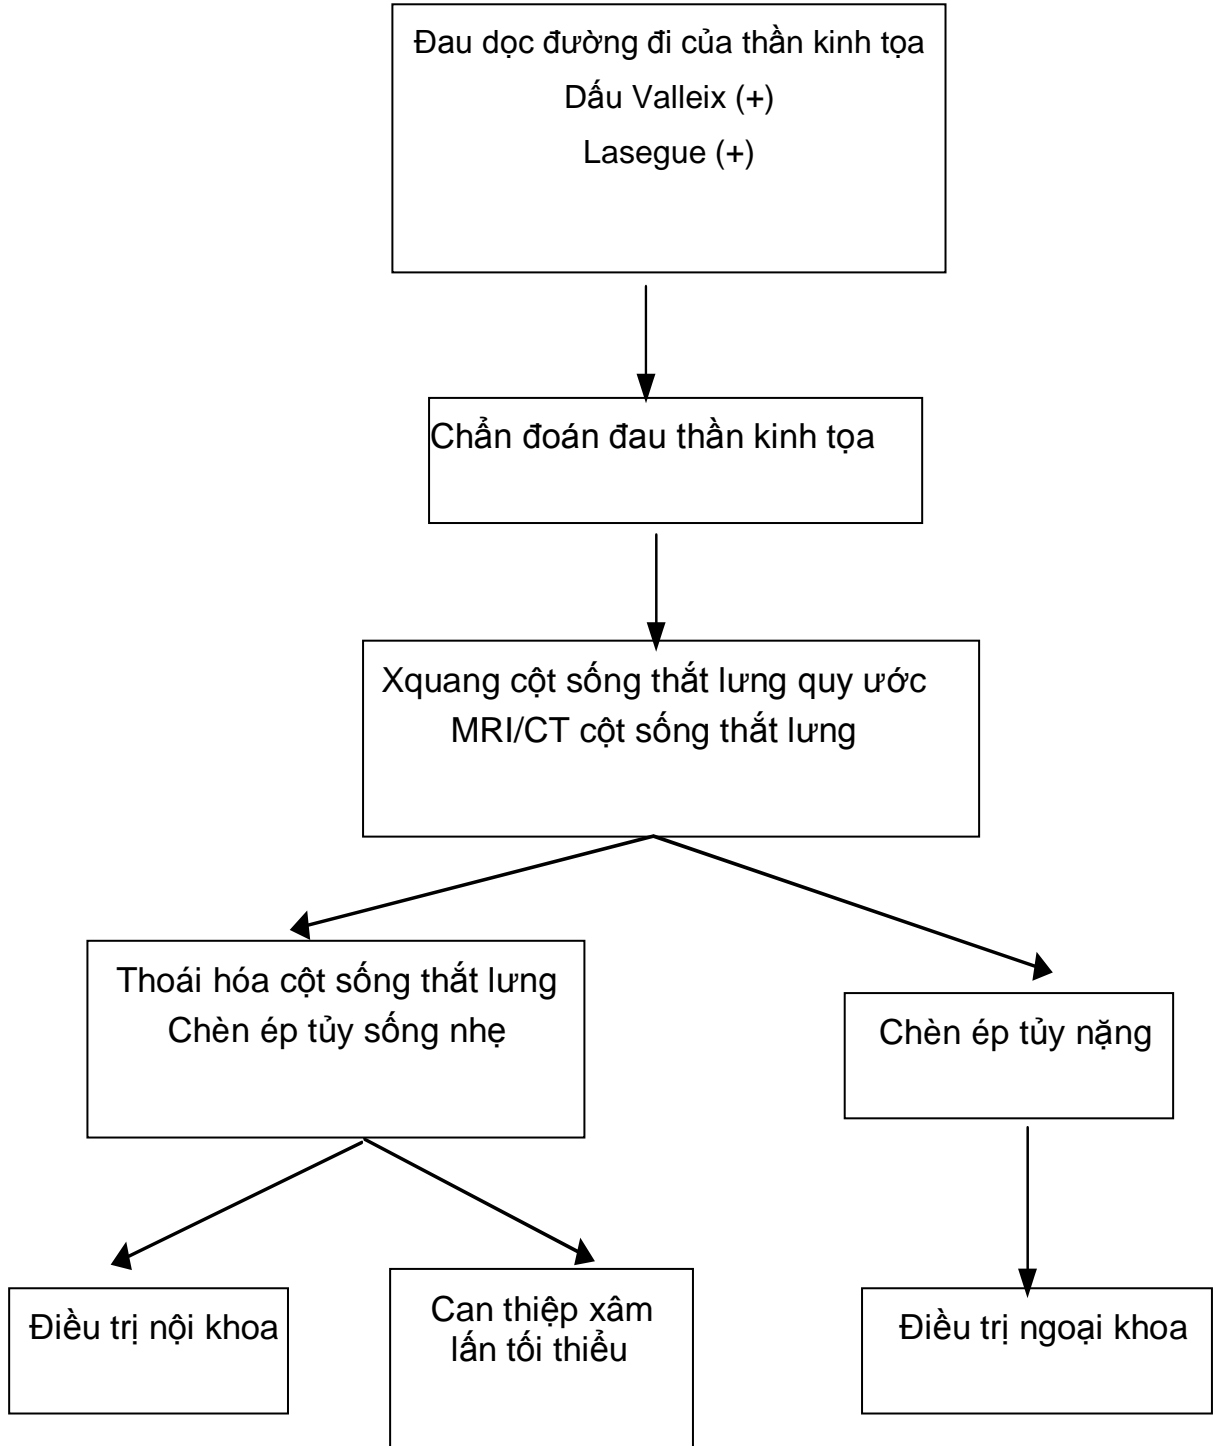 Đau dọc đường đi của thần kinh tọa
Dấu Valleix (+)
Lasegue (+)
Chẩn đoán đau thần kinh tọa
Xquang cột sống thắt lưng quy ước
MRI/CT cột sống thắt lưng
Thoái hóa cột sống thắt lưng
Chèn ép tủy sống nhẹ
Chèn ép tủy nặng
Điều trị nội khoa
Can thiệp xâm
lấn tối thiểu
Điều trị ngoại khoa